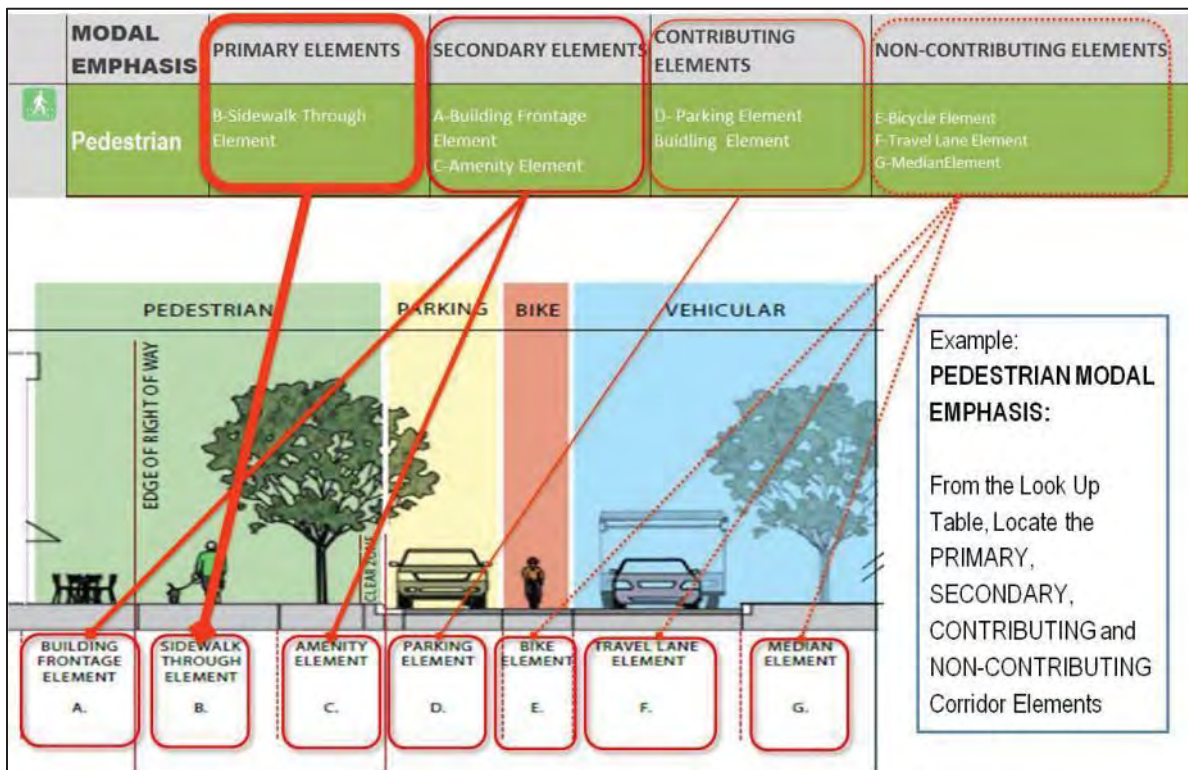 MODAL
EMPHASIS
PRIMARY ELEMENTS
SECONDARY ELEMENTS
CONTRIBUTING
ELEMENTS
NON-CONTRIBUTING ELEMENTS
Pedestrian
B-Sidewalk Through
Element
A-Building Frontage
Element
C-Amenity Element
D- Parking Element
Buidling Element
E-Bicycle Element
F-Travel Lane Element
G-MedianElement
PEDESTRIAN
PARKING
BIKE
VEHICULAR
EDGE OF RIGHT OF WAY
CLEAR ZONE
BUILDING
FRONTAGE
ELEMENT
A.
SIDEWALK
THROUGH
ELEMENT
B.
AMENITY
ELEMENT
C.
PARKING
ELEMENT
D.
BIKE
ELEMENT
E.
TRAVEL LANE
ELEMENT
F.
MEDIAN
ELEMENT
G.
Example:
PEDESTRIAN MODAL
EMPHASIS:
From the Look Up
Table, Locate the
PRIMARY,
SECONDARY,
CONTRIBUTING and
NON-CONTRIBUTING
Corridor Elements